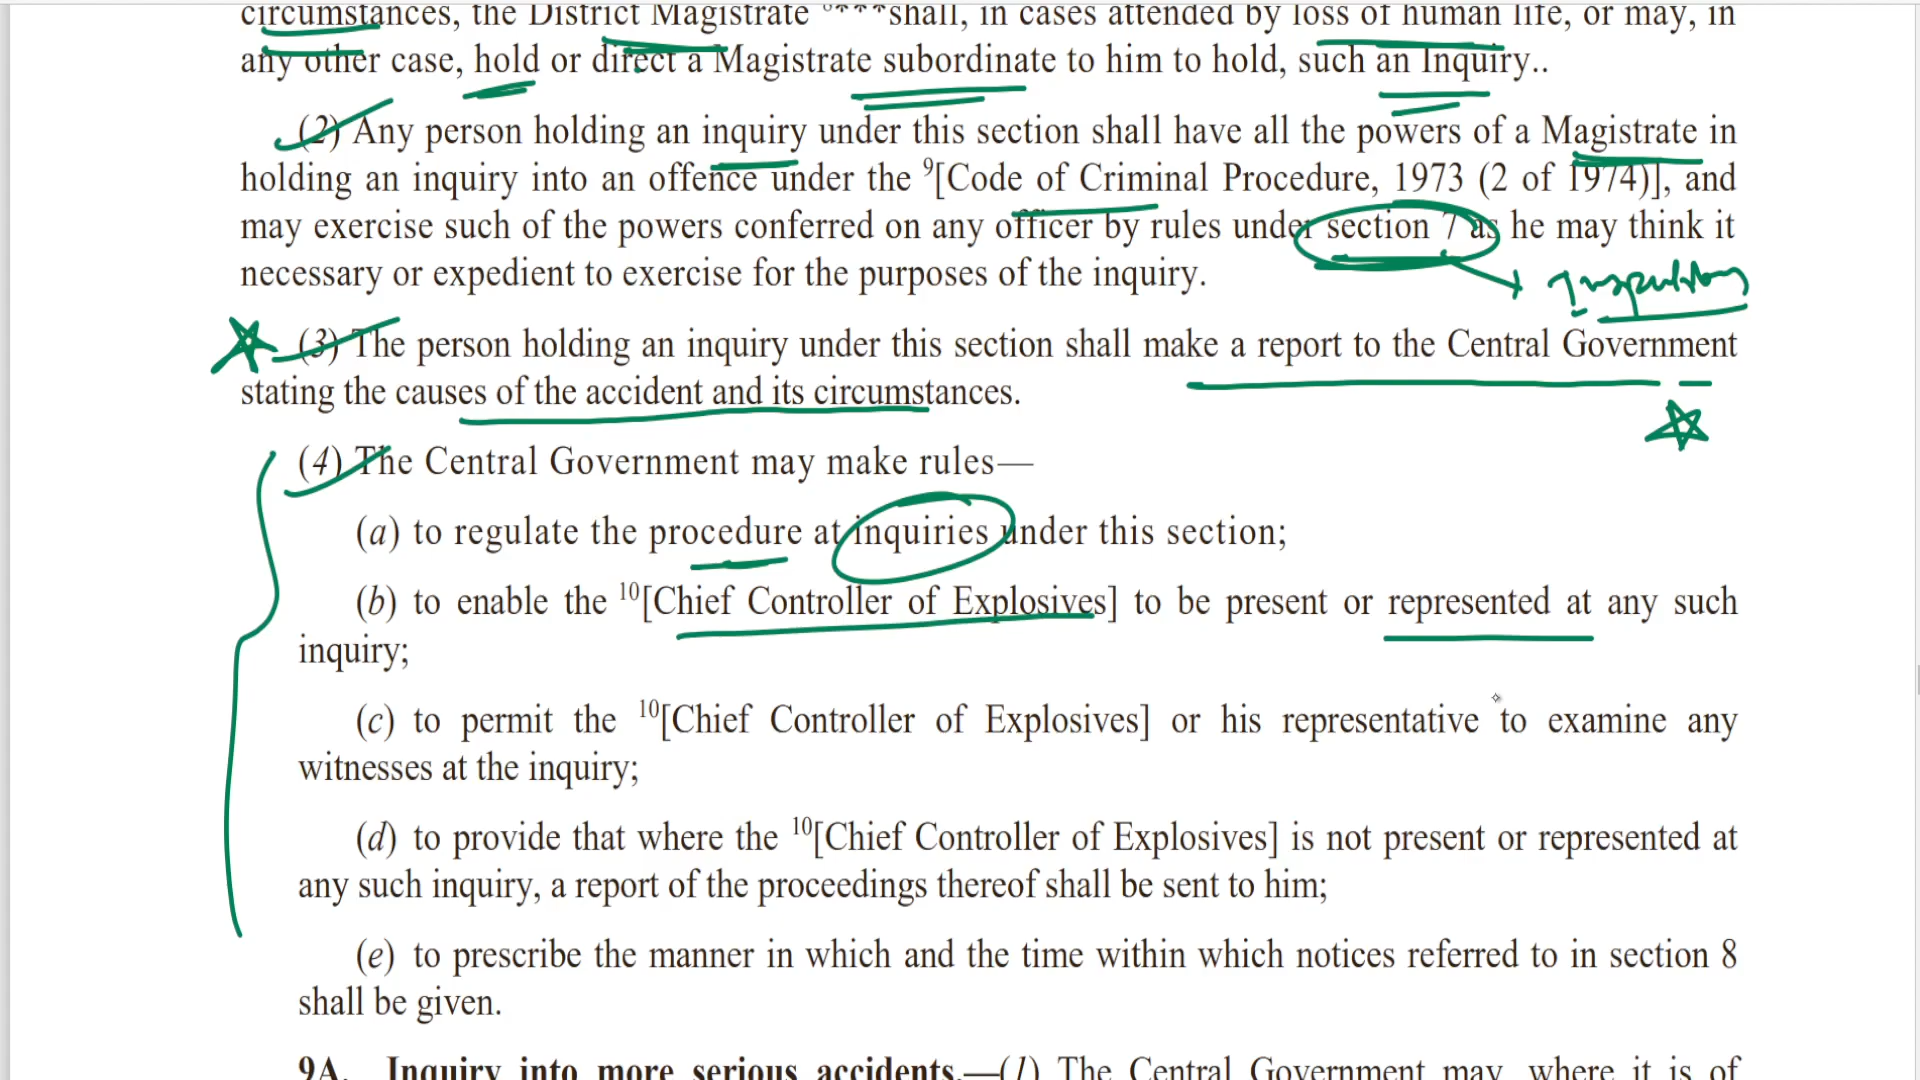 circumstances, the District Magistrate ⁸***shall, in cases attended by loss of human life, or may, in
any other case, hold or direct a Magistrate subordinate to him to hold, such an Inquiry..
(2) Any person holding an inquiry under this section shall have all the powers of a Magistrate in
holding an inquiry into an offence under the ⁹[Code of Criminal Procedure, 1973 (2 of 1974)], and
may exercise such of the powers conferred on any officer by rules under section 7 as he may think it
necessary or expedient to exercise for the purposes of the inquiry.
(3) The person holding an inquiry under this section shall make a report to the Central Government
stating the causes of the accident and its circumstances.
(4) The Central Government may make rules—
(a) to regulate the procedure at inquiries under this section;
(b) to enable the ¹⁰[Chief Controller of Explosives] to be present or represented at any such
inquiry;
(c) to permit the ¹⁰[Chief Controller of Explosives] or his representative to examine any
witnesses at the inquiry;
(d) to provide that where the ¹⁰[Chief Controller of Explosives] is not present or represented at
any such inquiry, a report of the proceedings thereof shall be sent to him;
(e) to prescribe the manner in which and the time within which notices referred to in section 8
shall be given.
9A. Inquiry into more serious accidents.—(1) The Central Government may, where it is of